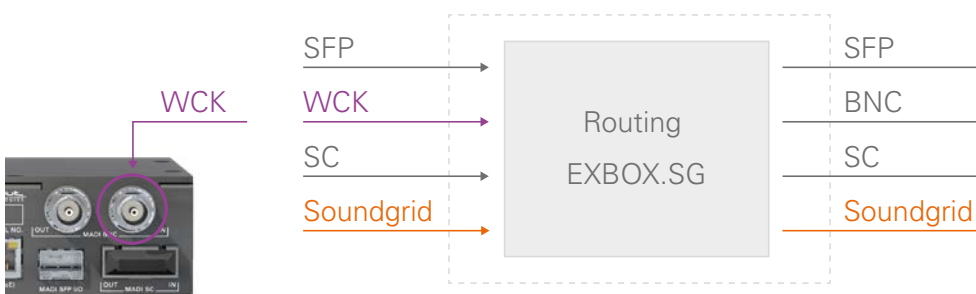 WCK
SFP
WCK
SC
Soundgrid
Routing
EXBOX.SG
SFP
BNC
SC
Soundgrid
L NO.
OUT
MADI BNC
IN
MADI SFP I/O
OUT
MADI SC
IN